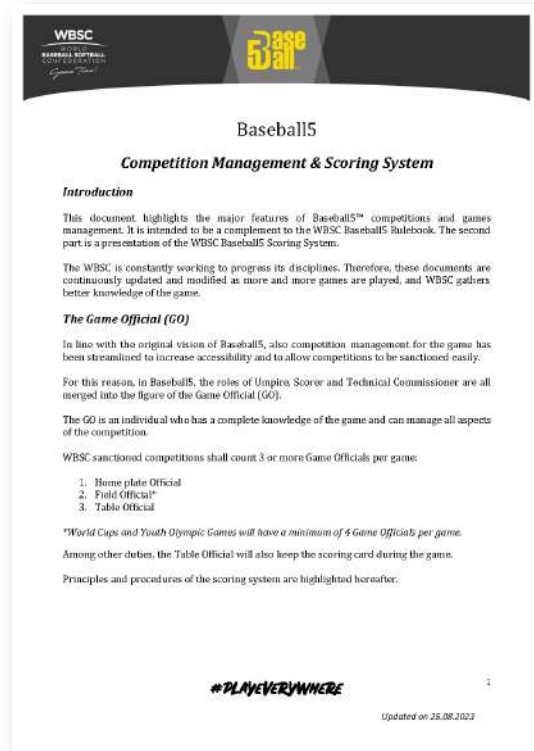 WBSC
WORLD
BASEBALL SOFTBALL
CONFEDERATION
Game Time!
Base
5Ball
Baseball5
Competition Management & Scoring System
Introduction
This document highlights the major features of Baseball5™ competitions and games
management. It is intended to be a complement to the WBSC Baseball5 Rulebook. The second
part is a presentation of the WBSC Baseball5 Scoring System.
The WBSC is constantly working to progress its disciplines. Therefore, these documents are
continuously updated and modified as more and more games are played, and WBSC gathers
better knowledge of the game.
The Game Official (GO)
In line with the original vision of Baseball5, also competition management for the game has
been streamlined to increase accessibility and to allow competitions to be sanctioned easily.
For this reason, in Baseball5, the roles of Umpire, Scorer and Technical Commissioner are all
merged into the figure of the Game Official (GO).
The GO is an individual who has a complete knowledge of the game and can manage all aspects
of the competition.
WBSC sanctioned competitions shall count 3 or more Game Officials per game:
1. Home plate Official
2. Field Official*
3. Table Official
*World Cups and Youth Olympic Games will have a minimum of 4 Game Officials per game.
Among other duties, the Table Official will also keep the scoring card during the game.
Principles and procedures of the scoring system are highlighted hereafter.
#PLAYEVERYWHERE
1
Updated on 25.08.2023